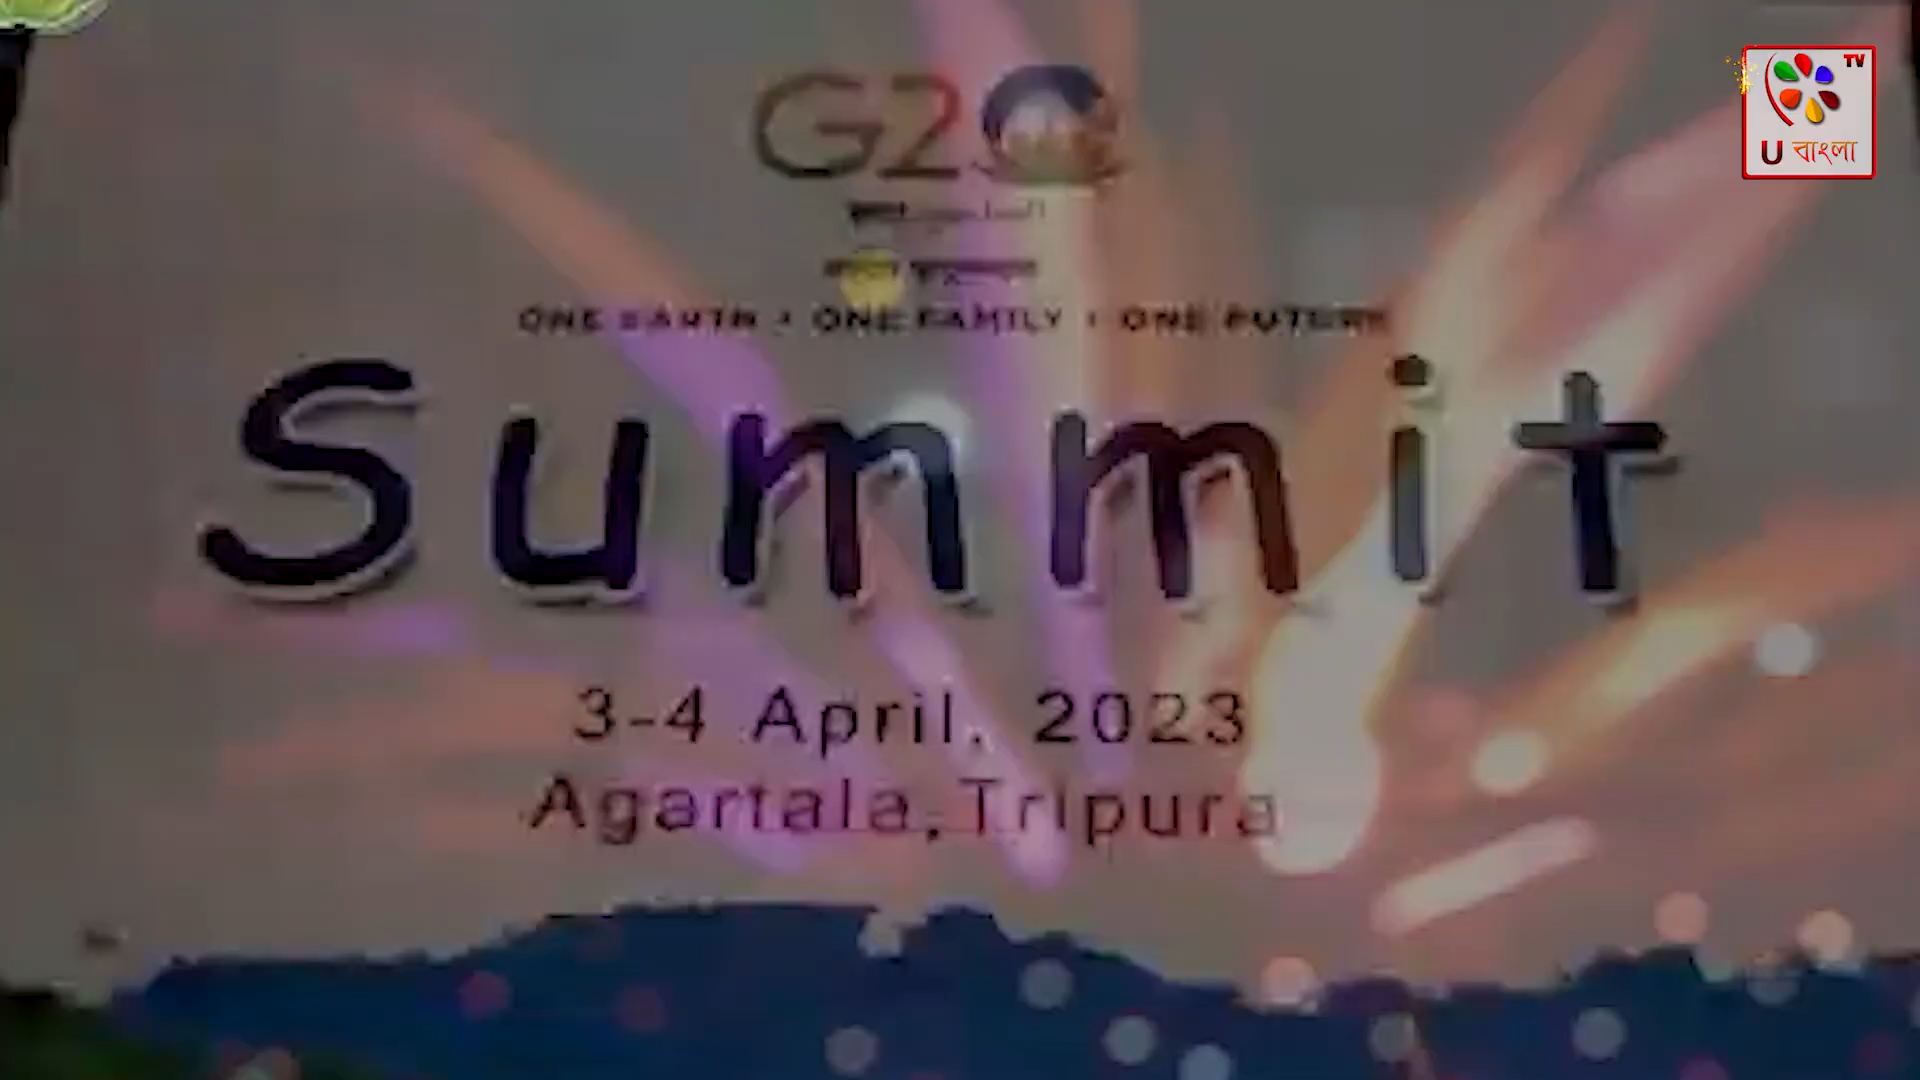 G20
ONE EARTH • ONE FAMILY • ONE FUTURE
Summit
3-4 April, 2023
Agartala, Tripura
TV
U বাংলা